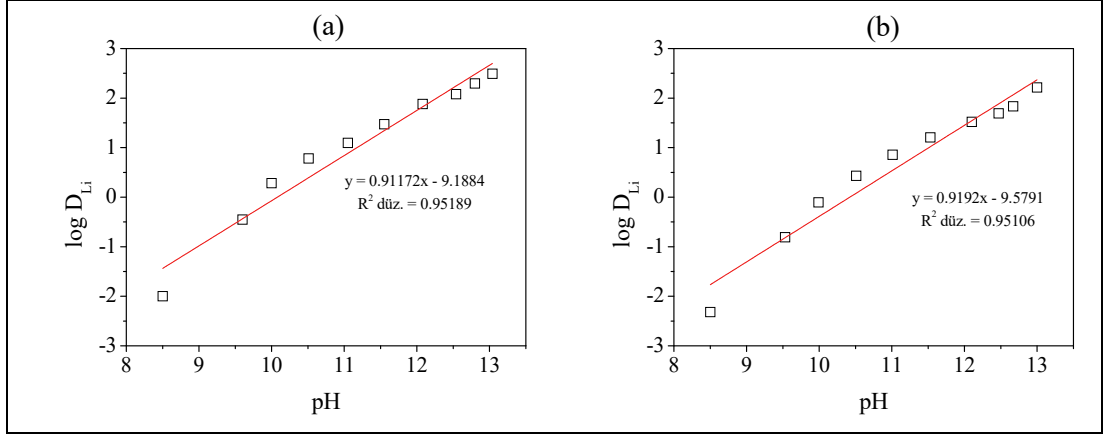 (a)
3
2
1
0
-1
-2
-3
8
9
10
11
12
13
log D_Li
pH
y = 0.91172x - 9.1884
R² düz. = 0.95189
(b)
3
2
1
0
-1
-2
-3
8
9
10
11
12
13
log D_Li
pH
y = 0.9192x - 9.5791
R² düz. = 0.95106